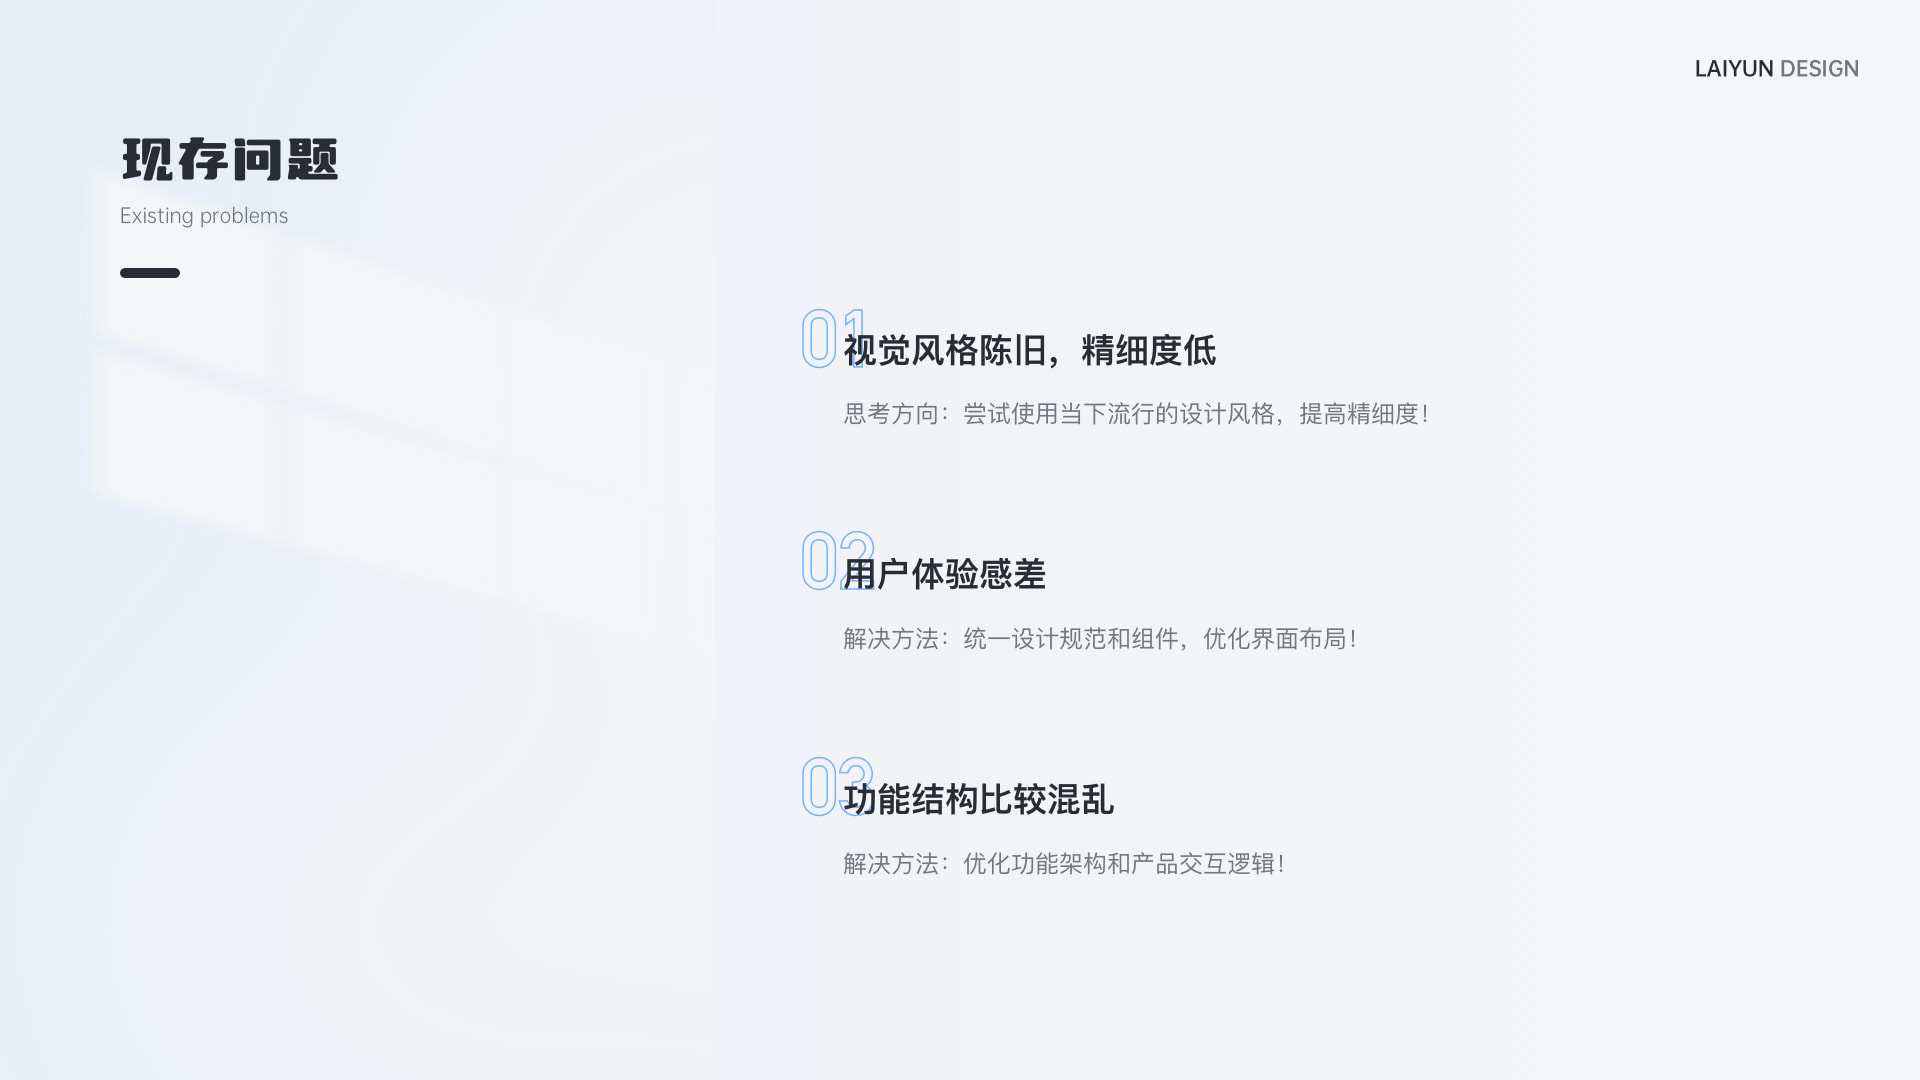 LAIYUN DESIGN
现存问题
Existing problems
01
视觉风格陈旧，精细度低
思考方向：尝试使用当下流行的设计风格，提高精细度！
02
用户体验感差
解决方法：统一设计规范和组件，优化界面布局！
03
功能结构比较混乱
解决方法：优化功能架构和产品交互逻辑！